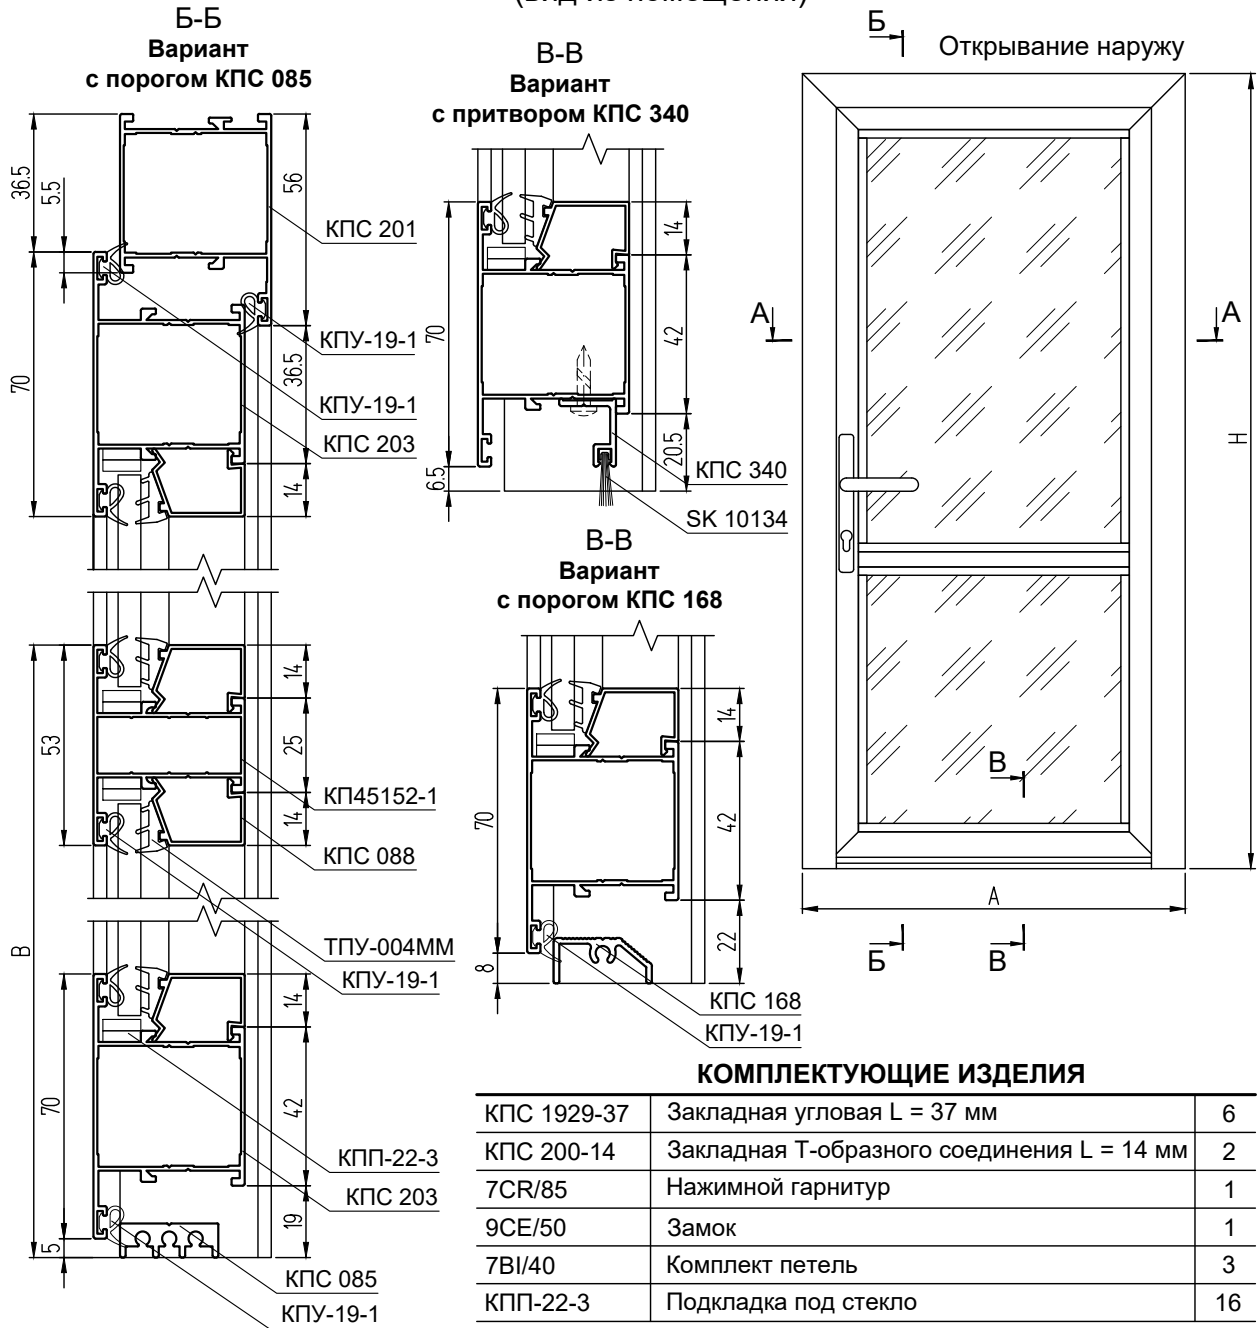 Б-Б
Вариант
с порогом КПС 085
36.5
5.5
56
КПС 201
70
КПУ-19-1
36.5
КПУ-19-1
КПС 203
14
53
14
25
14
КП45152-1
КПС 088
ТПУ-004ММ
КПУ-19-1
В
70
14
42
КПП-22-3
КПС 203
19
5
КПС 085
КПУ-19-1
В-В
Вариант
с притвором КПС 340
70
14
42
20.5
6.5
КПС 340
SK 10134
В-В
Вариант
с порогом КПС 168
70
14
42
22
8
КПС 168
КПУ-19-1
Б
Открывание наружу
А
А
Н
В
А
Б
В
КОМПЛЕКТУЮЩИЕ ИЗДЕЛИЯ
КПС 1929-37 Закладная угловая L = 37 мм 6
КПС 200-14 Закладная Т-образного соединения L = 14 мм 2
7CR/85 Нажимной гарнитур 1
9CE/50 Замок 1
7BI/40 Комплект петель 3
КПП-22-3 Подкладка под стекло 16